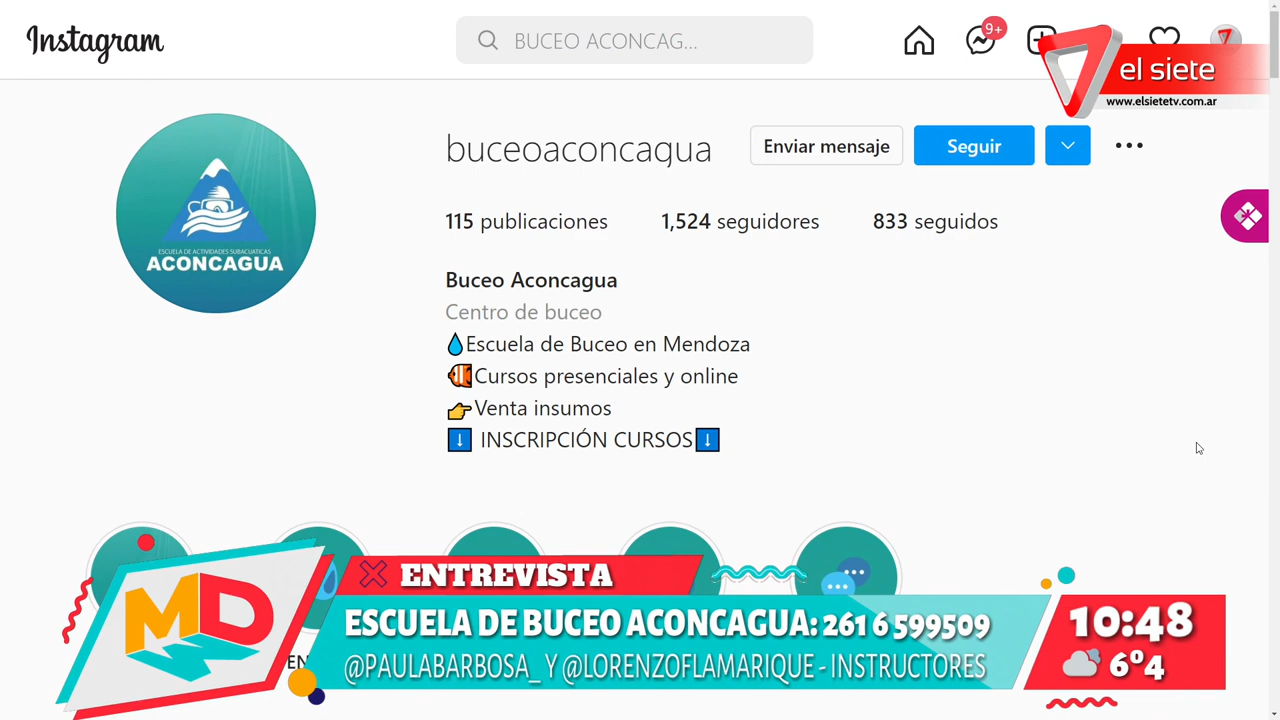 Instagram
BUCEO ACONCAG...
9+
el siete
www.elsietetv.com.ar
buceoaconcagua
Enviar mensaje
Seguir
115 publicaciones
1,524 seguidores
833 seguidos
ESCUELA DE ACTIVIDADES SUBACUATICAS
ACONCAGUA
Buceo Aconcagua
Centro de buceo
💧Escuela de Buceo en Mendoza
🐠Cursos presenciales y online
👉Venta insumos
⬇️ INSCRIPCIÓN CURSOS⬇️
EN
MD
ENTREVISTA
ESCUELA DE BUCEO ACONCAGUA: 261 6 599509
@PAULABARBOSA_ Y @LORENZOFLAMARIQUE - INSTRUCTORES
10:48
6º4